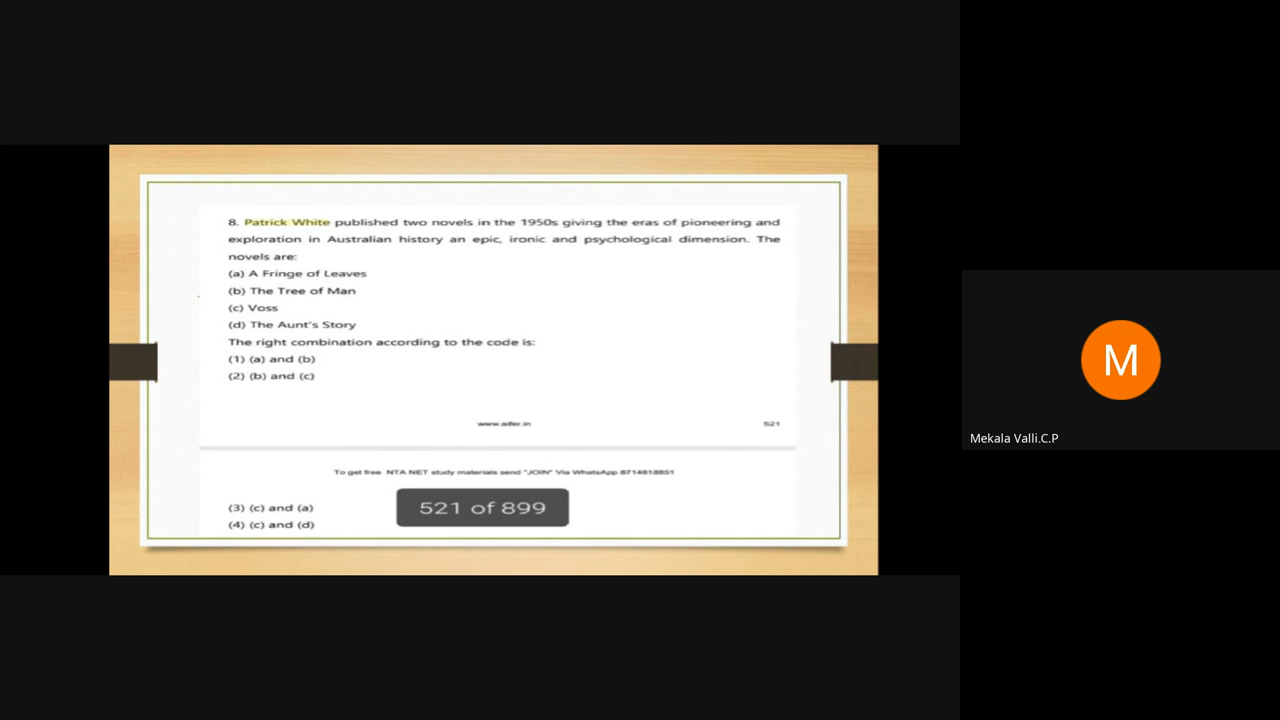 8. Patrick White published two novels in the 1950s giving the eras of pioneering and
exploration in Australian history an epic, ironic and psychological dimension. The
novels are:
(a) A Fringe of Leaves
(b) The Tree of Man
(c) Voss
(d) The Aunt's Story
The right combination according to the code is:
(1) (a) and (b)
(2) (b) and (c)
www.aifer.in 521
To get free NTA NET study materials send "JOIN" Via WhatsApp 8714818851
(3) (c) and (a)
521 of 899
(4) (c) and (d)
M
Mekala Valli.C.P